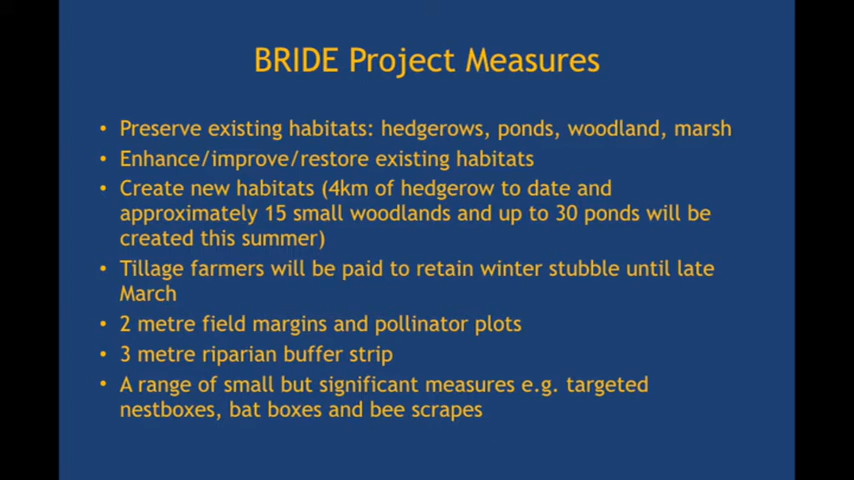 BRIDE Project Measures
• Preserve existing habitats: hedgerows, ponds, woodland, marsh
• Enhance/improve/restore existing habitats
• Create new habitats (4km of hedgerow to date and
approximately 15 small woodlands and up to 30 ponds will be
created this summer)
• Tillage farmers will be paid to retain winter stubble until late
March
• 2 metre field margins and pollinator plots
• 3 metre riparian buffer strip
• A range of small but significant measures e.g. targeted
nestboxes, bat boxes and bee scrapes